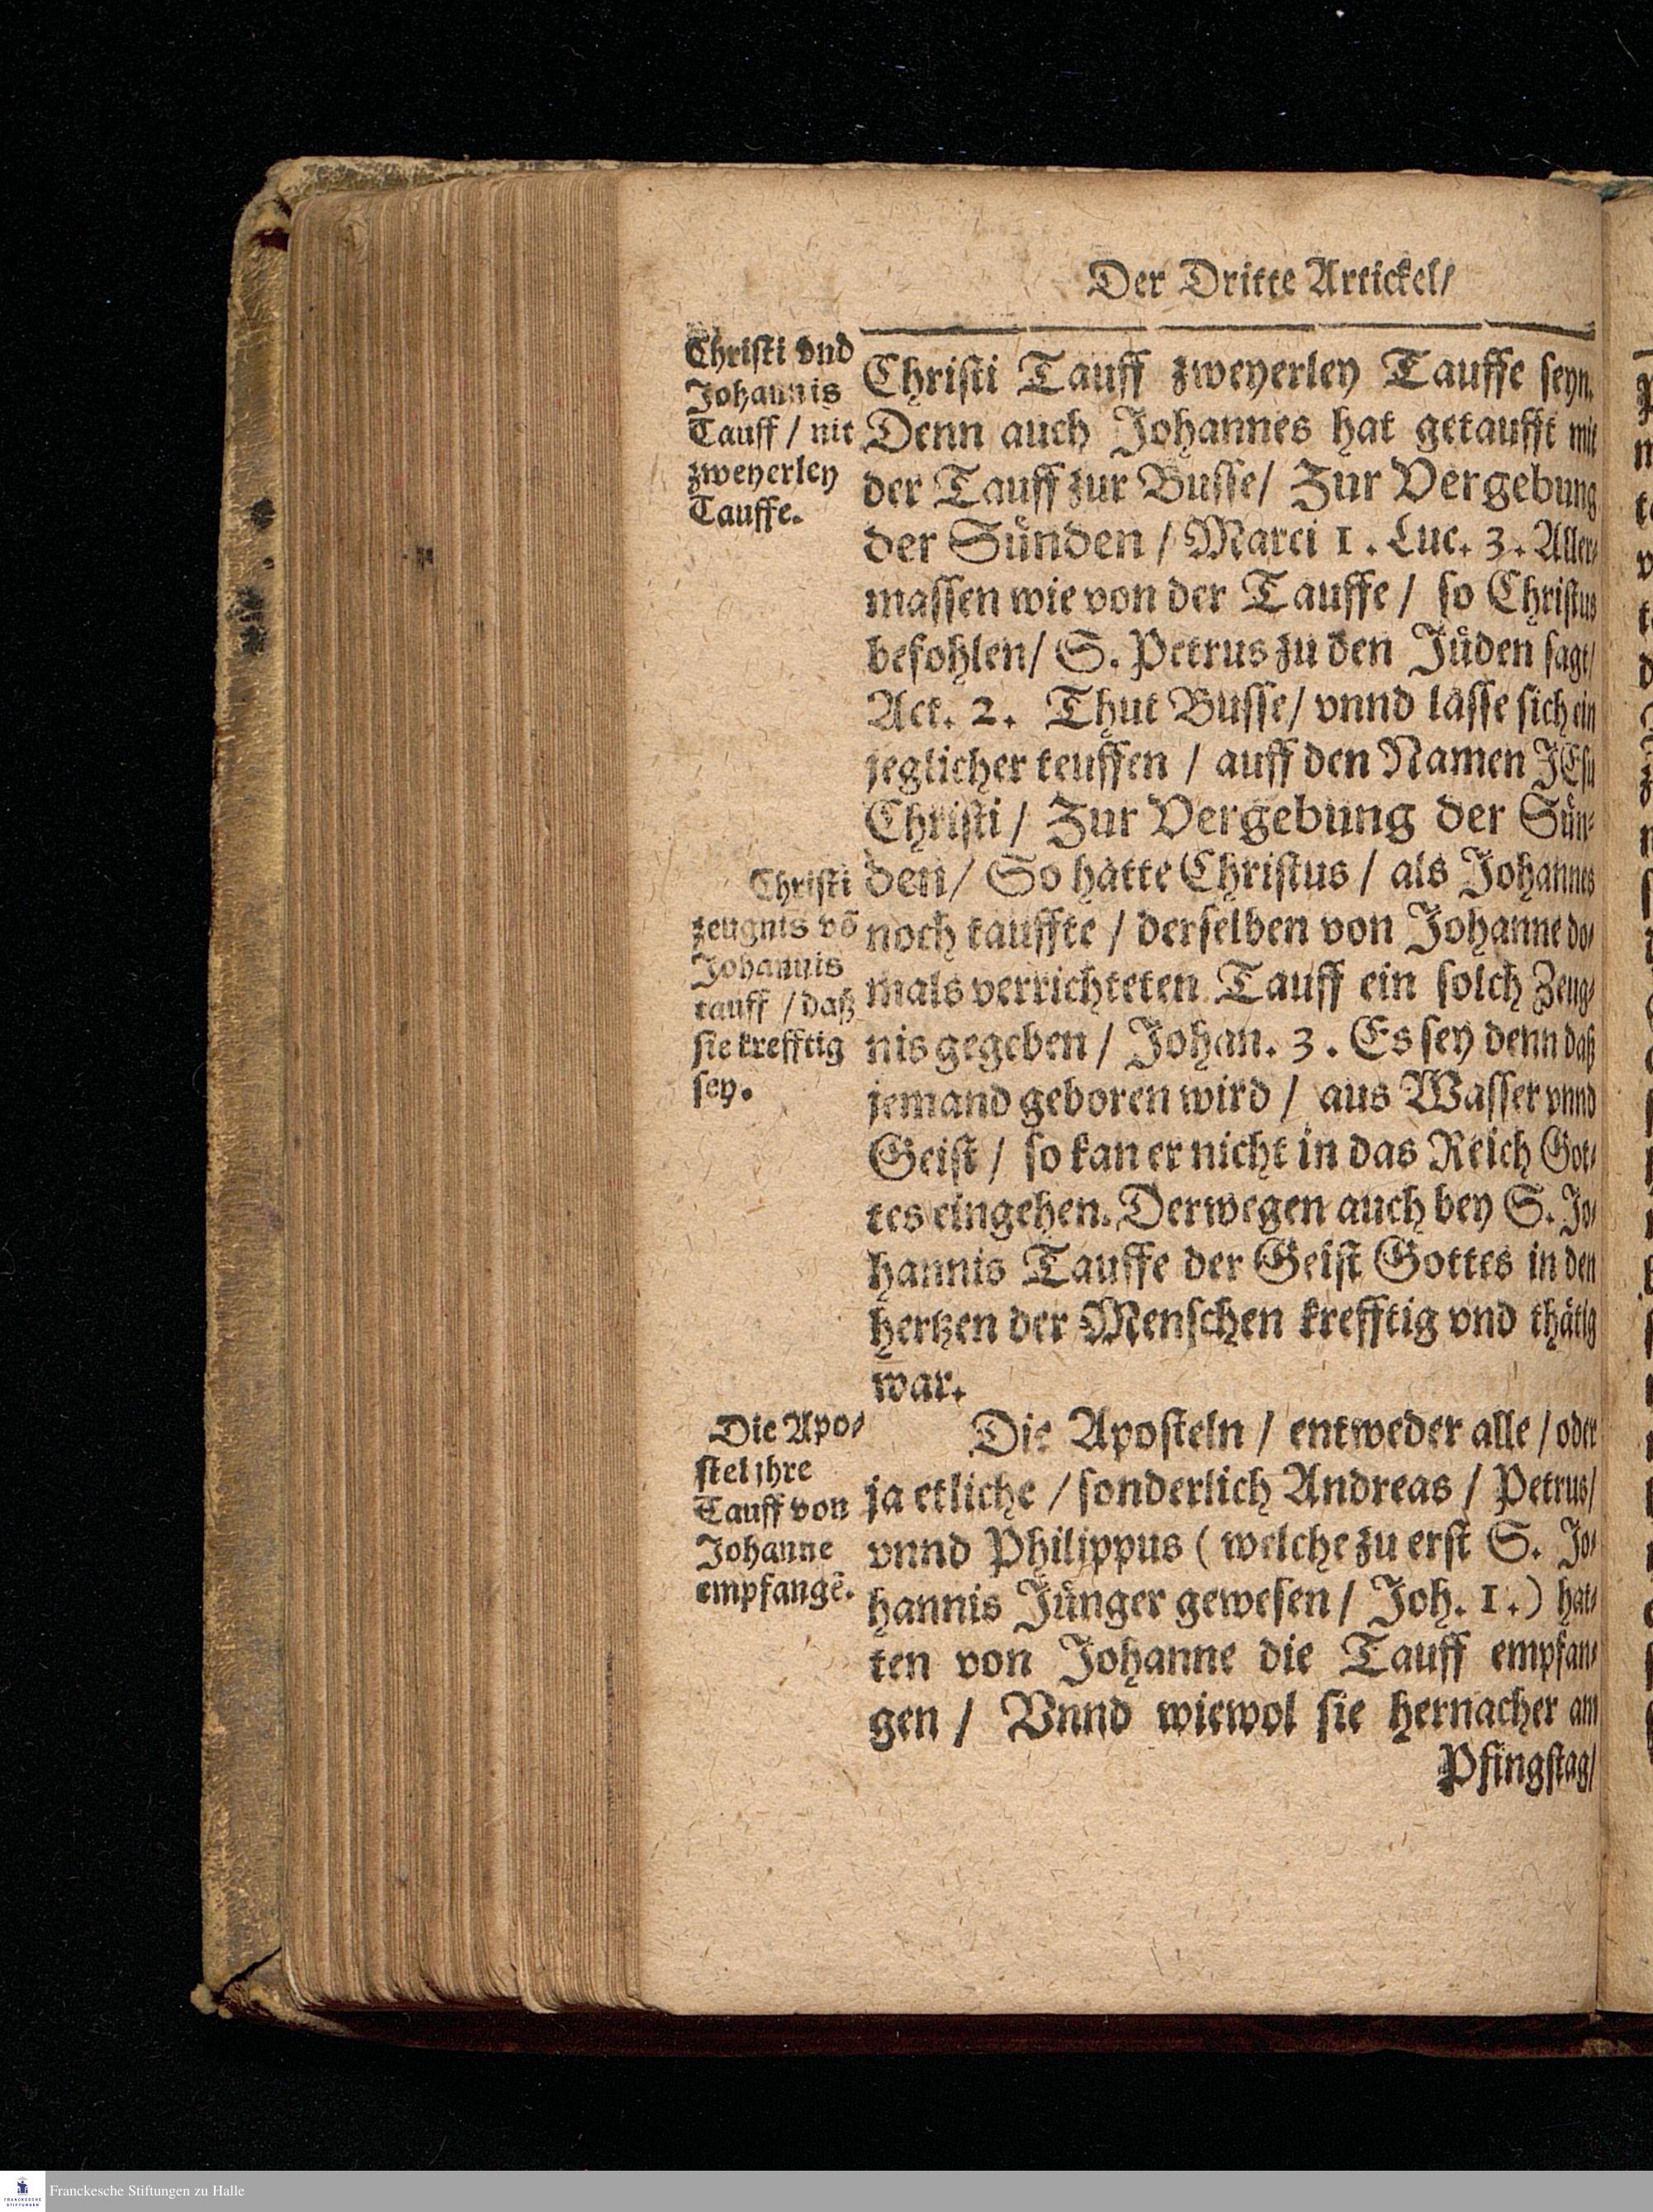 Der Dritte Artickel/
Christi vnd
Johannis
Tauff / nit
zweyerley
Tauffe.
Christi Tauff zweyerley Tauffe seyn.
Denn auch Johannes hat getaufft mit
der Tauff zur Busse/ Zur Vergebung
der Sünden / Marci 1. Luc. 3. Aller-
massen wie von der Tauffe / so Christus
befohlen/ S. Petrus zu den Jüden sagt/
Act. 2. Thut Busse/ vnnd lasse sich ein
jeglicher teuffen / auff den Namen JEsu
Christi / Zur Vergebung der Sün-
den/ So hatte Christus / als Johannes
noch tauffte / derselben von Johanne do-
mals verrichteten Tauff ein solch Zeug-
nis gegeben / Johan. 3. Es sey denn daß
jemand geboren wird / aus Wasser vnnd
Geist / so kan er nicht in das Reich Got-
tes eingehen. Derwegen auch bey S. Jo-
hannis Tauffe der Geist Gottes in den
hertzen der Menschen krefftig vnd thätig
war.
Christi
zeugnis võ
Johannis
tauff / daß
sie krefftig
sey.
Die Apo-
stel jhre
Tauff von
Johanne
empfangẽ.
Die Aposteln / entweder alle / oder
ja etliche / sonderlich Andreas / Petrus/
vnnd Philippus ( welche zu erst S. Jo-
hannis Jünger gewesen / Joh. 1.) hat-
ten von Johanne die Tauff empfan-
gen / Vnnd wiewol sie hernacher am
Pfingstag/
FRANCKESCHE
STIFTUNGEN
Franckesche Stiftungen zu Halle